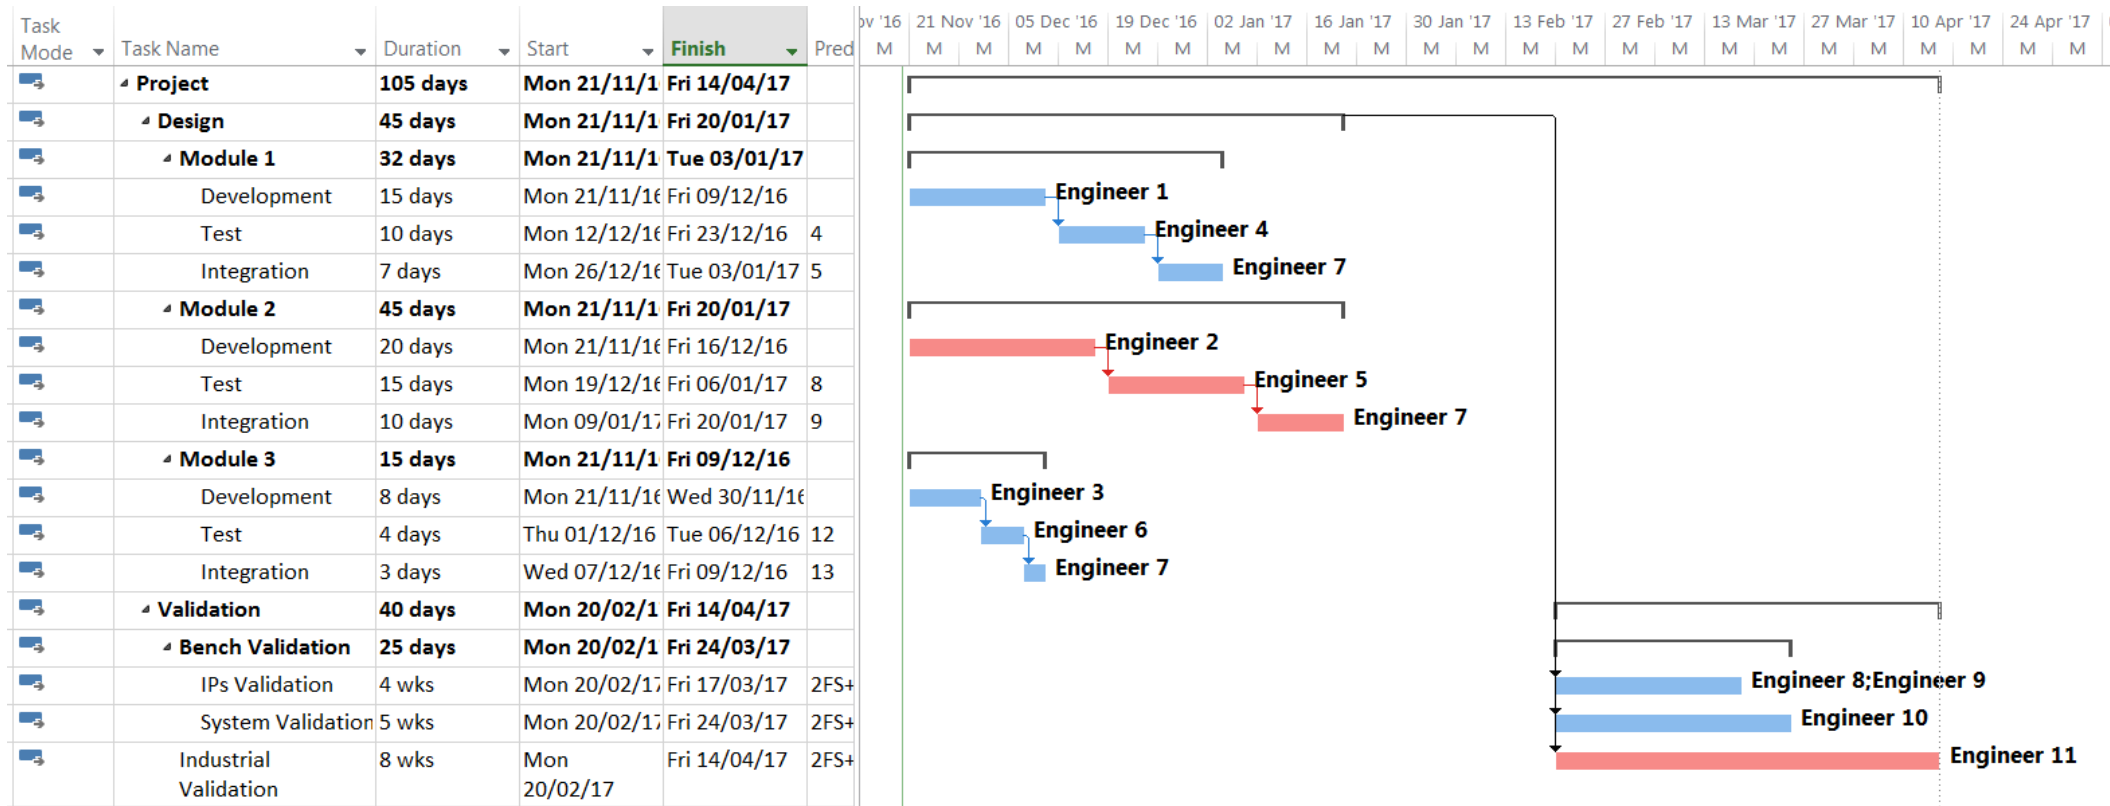 Task Mode Task Name Duration Start Finish Pred
ov '16 21 Nov '16 05 Dec '16 19 Dec '16 02 Jan '17 16 Jan '17 30 Jan '17 13 Feb '17 27 Feb '17 13 Mar '17 27 Mar '17 10 Apr '17 24 Apr '17
M M M M M M M M M M M M M M M M M M M M M M M M M
Project 105 days Mon 21/11/1 Fri 14/04/17
Design 45 days Mon 21/11/1 Fri 20/01/17
Module 1 32 days Mon 21/11/1 Tue 03/01/17
Development 15 days Mon 21/11/16 Fri 09/12/16 Engineer 1
Test 10 days Mon 12/12/16 Fri 23/12/16 4 Engineer 4
Integration 7 days Mon 26/12/16 Tue 03/01/17 5 Engineer 7
Module 2 45 days Mon 21/11/1 Fri 20/01/17
Development 20 days Mon 21/11/16 Fri 16/12/16 Engineer 2
Test 15 days Mon 19/12/16 Fri 06/01/17 8 Engineer 5
Integration 10 days Mon 09/01/17 Fri 20/01/17 9 Engineer 7
Module 3 15 days Mon 21/11/1 Fri 09/12/16
Development 8 days Mon 21/11/16 Wed 30/11/16 Engineer 3
Test 4 days Thu 01/12/16 Tue 06/12/16 12 Engineer 6
Integration 3 days Wed 07/12/16 Fri 09/12/16 13 Engineer 7
Validation 40 days Mon 20/02/1 Fri 14/04/17
Bench Validation 25 days Mon 20/02/1 Fri 24/03/17
IPs Validation 4 wks Mon 20/02/17 Fri 17/03/17 2FS+ Engineer 8;Engineer 9
System Validation 5 wks Mon 20/02/17 Fri 24/03/17 2FS+ Engineer 10
Industrial 8 wks Mon Fri 14/04/17 2FS+ Engineer 11
Validation 20/02/17